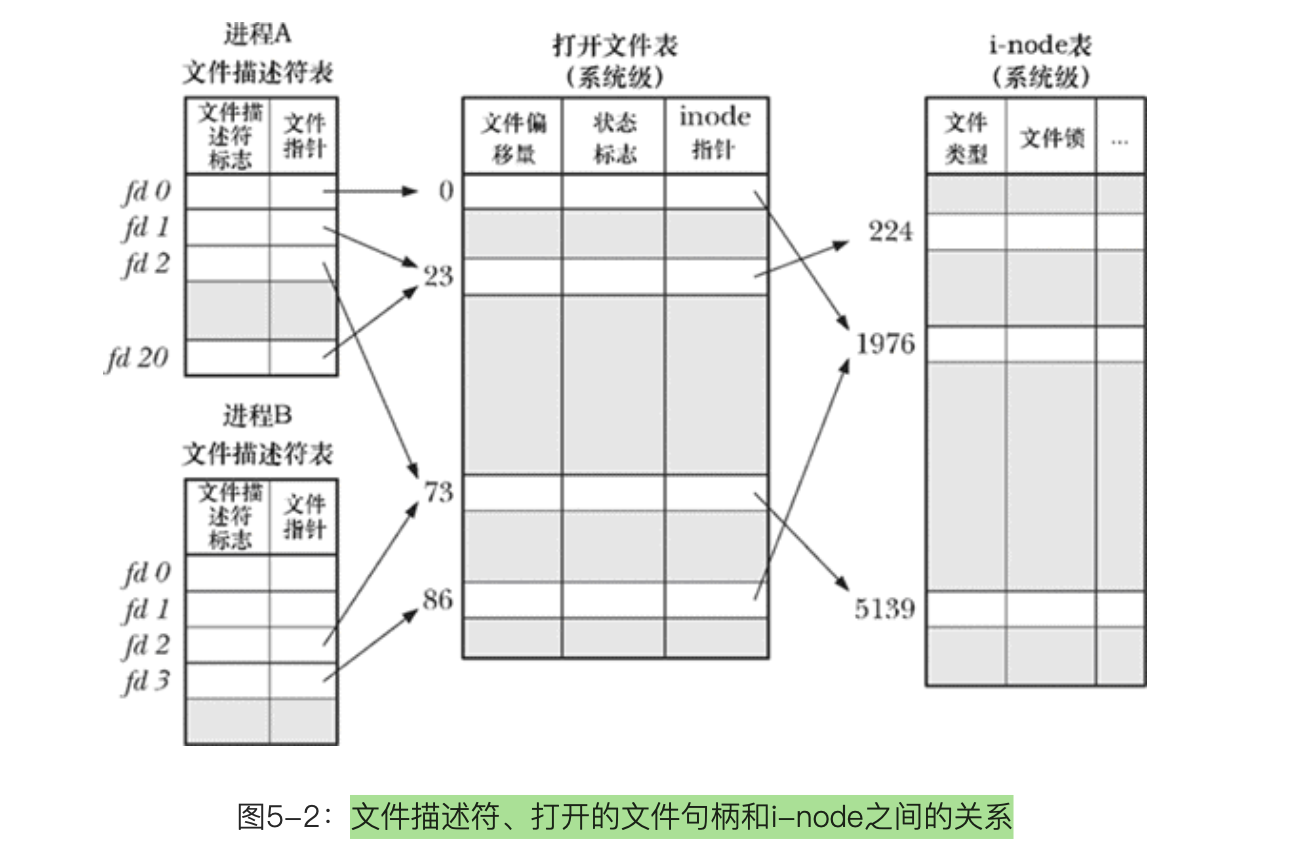 进程A
文件描述符表
文件描
述符
标志
文件
指针
fd 0
fd 1
fd 2
fd 20
进程B
文件描述符表
文件描
述符
标志
文件
指针
fd 0
fd 1
fd 2
fd 3
打开文件表
(系统级)
文件偏
移量
状态
标志
inode
指针
0
23
73
86
i-node表
(系统级)
文件
类型
文件锁
...
224
1976
5139
图5-2：文件描述符、打开的文件句柄和i-node之间的关系